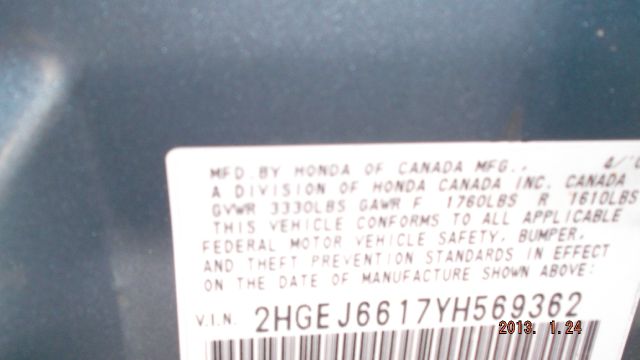 MFD. BY HONDA OF CANADA MFG., 4/
A DIVISION OF HONDA CANADA INC. CANADA
GVWR 3330LBS GAWR F 1760LBS R 1610LBS
THIS VEHICLE CONFORMS TO ALL APPLICABLE
FEDERAL MOTOR VEHICLE SAFETY, BUMPER,
AND THEFT PREVENTION STANDARDS IN EFFECT
ON THE DATE OF MANUFACTURE SHOWN ABOVE:
V.I.N. 2HGEJ6617YH569362
2013. 1.24